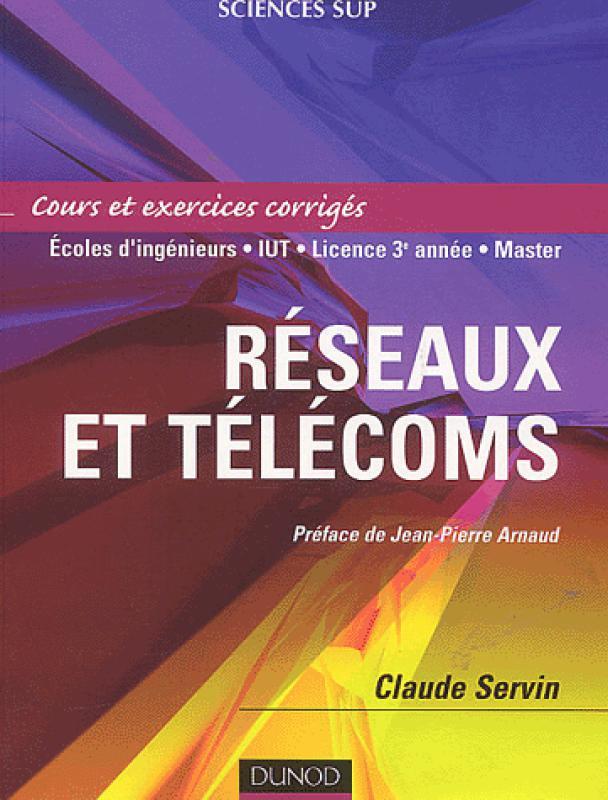 SCIENCES SUP
Cours et exercices corrigés
Écoles d'ingénieurs • IUT • Licence 3e année • Master
RÉSEAUX
ET TÉLÉCOMS
Préface de Jean-Pierre Arnaud
Claude Servin
DUNOD